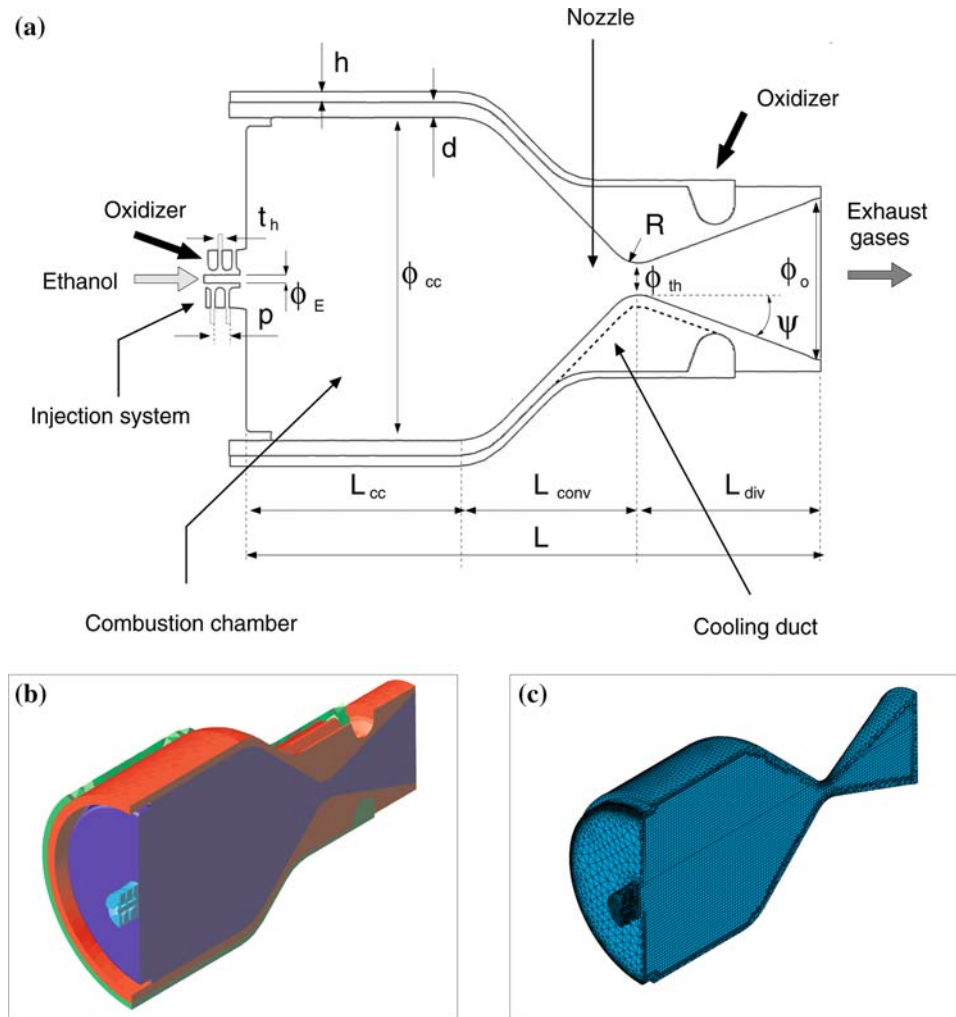 (a)
Nozzle
h
Oxidizer
d
Oxidizer
t h
R
Exhaust
gases
Ethanol
ϕ cc
ϕ th
ϕ o
ϕ E
p
ψ
Injection system
L cc
L conv
L div
L
Combustion chamber
Cooling duct
(b)
(c)